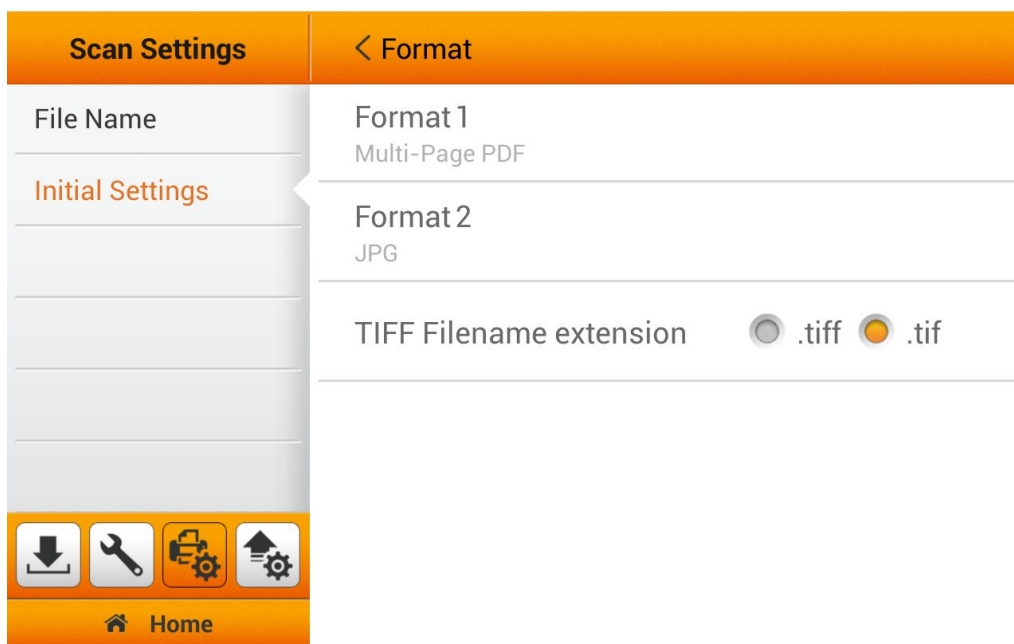 Scan Settings
< Format
File Name
Initial Settings
Format 1
Multi-Page PDF
Format 2
JPG
TIFF Filename extension .tiff .tif
Home